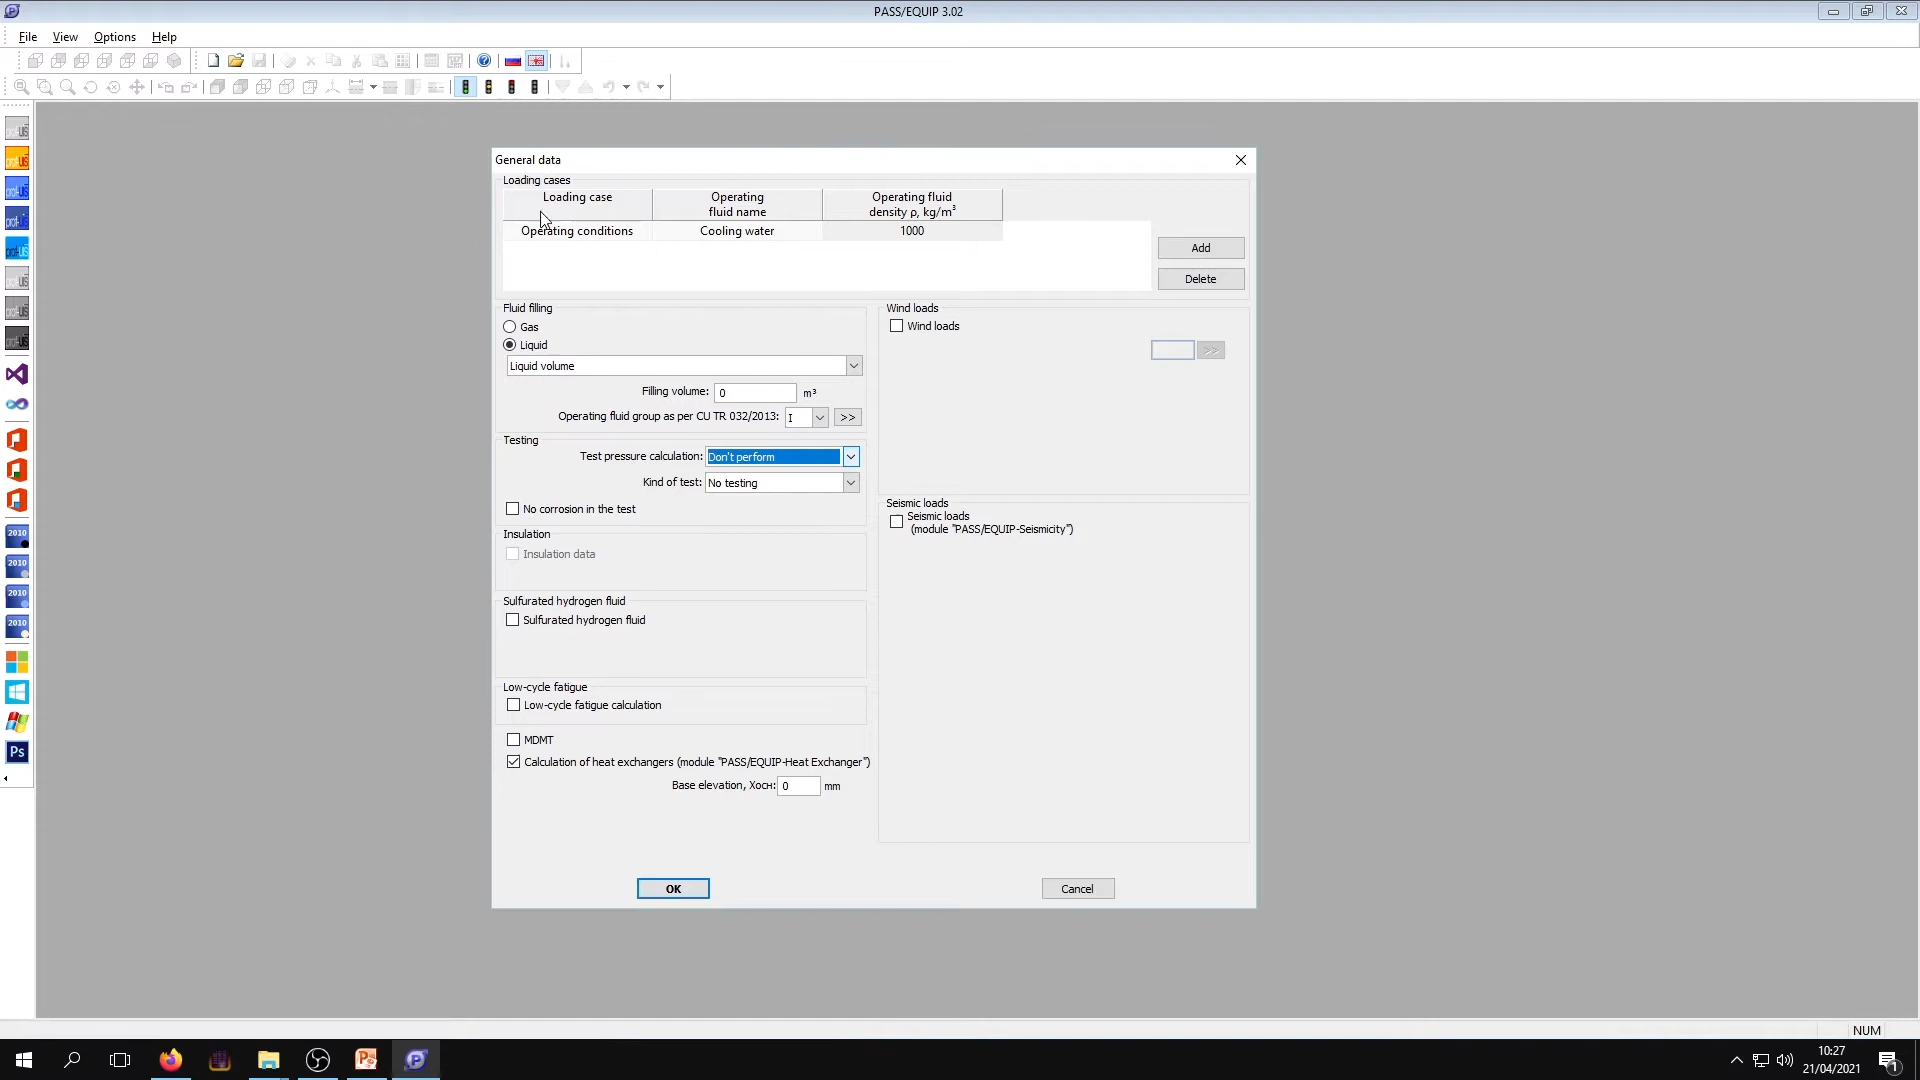 PASS/EQUIP 3.02
File View Options Help
General data
Loading cases
Loading case
Operating
fluid name
Operating fluid
density ρ, kg/m³
Operating conditions Cooling water 1000
Add
Delete
Fluid filling
Gas
Liquid
Liquid volume
Filling volume: 0 m³
Operating fluid group as per CU TR 032/2013: I >>
Testing
Test pressure calculation: Don't perform
Kind of test: No testing
No corrosion in the test
Insulation
Insulation data
Sulfurated hydrogen fluid
Sulfurated hydrogen fluid
Low-cycle fatigue
Low-cycle fatigue calculation
MDMT
Calculation of heat exchangers (module "PASS/EQUIP-Heat Exchanger")
Base elevation, Xосн: 0 mm
Wind loads
Wind loads
>>
Seismic loads
Seismic loads
(module "PASS/EQUIP-Seismicity")
OK
Cancel
2010
2010
2010
2010
Ps
NUM
10:27
21/04/2021
1